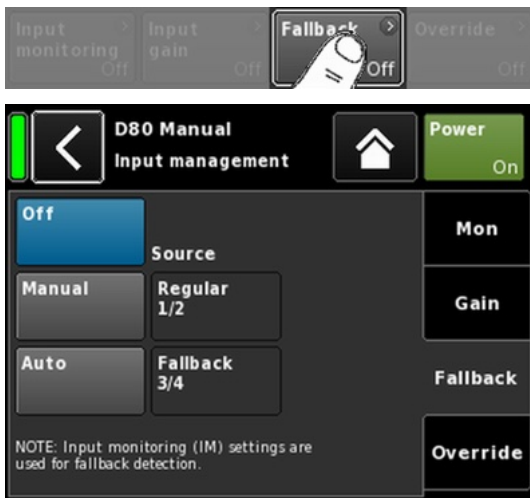 Input monitoring Off
Input gain Off
Fallback Off
Override Off
D80 Manual
Input management
Power
On
Off
Source
Manual
Regular
1/2
Auto
Fallback
3/4
NOTE: Input monitoring (IM) settings are
used for fallback detection.
Mon
Gain
Fallback
Override